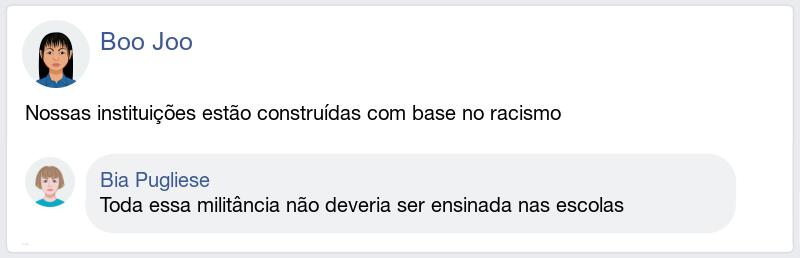 Boo Joo
Nossas instituições estão construídas com base no racismo
Bia Pugliese
Toda essa militância não deveria ser ensinada nas escolas